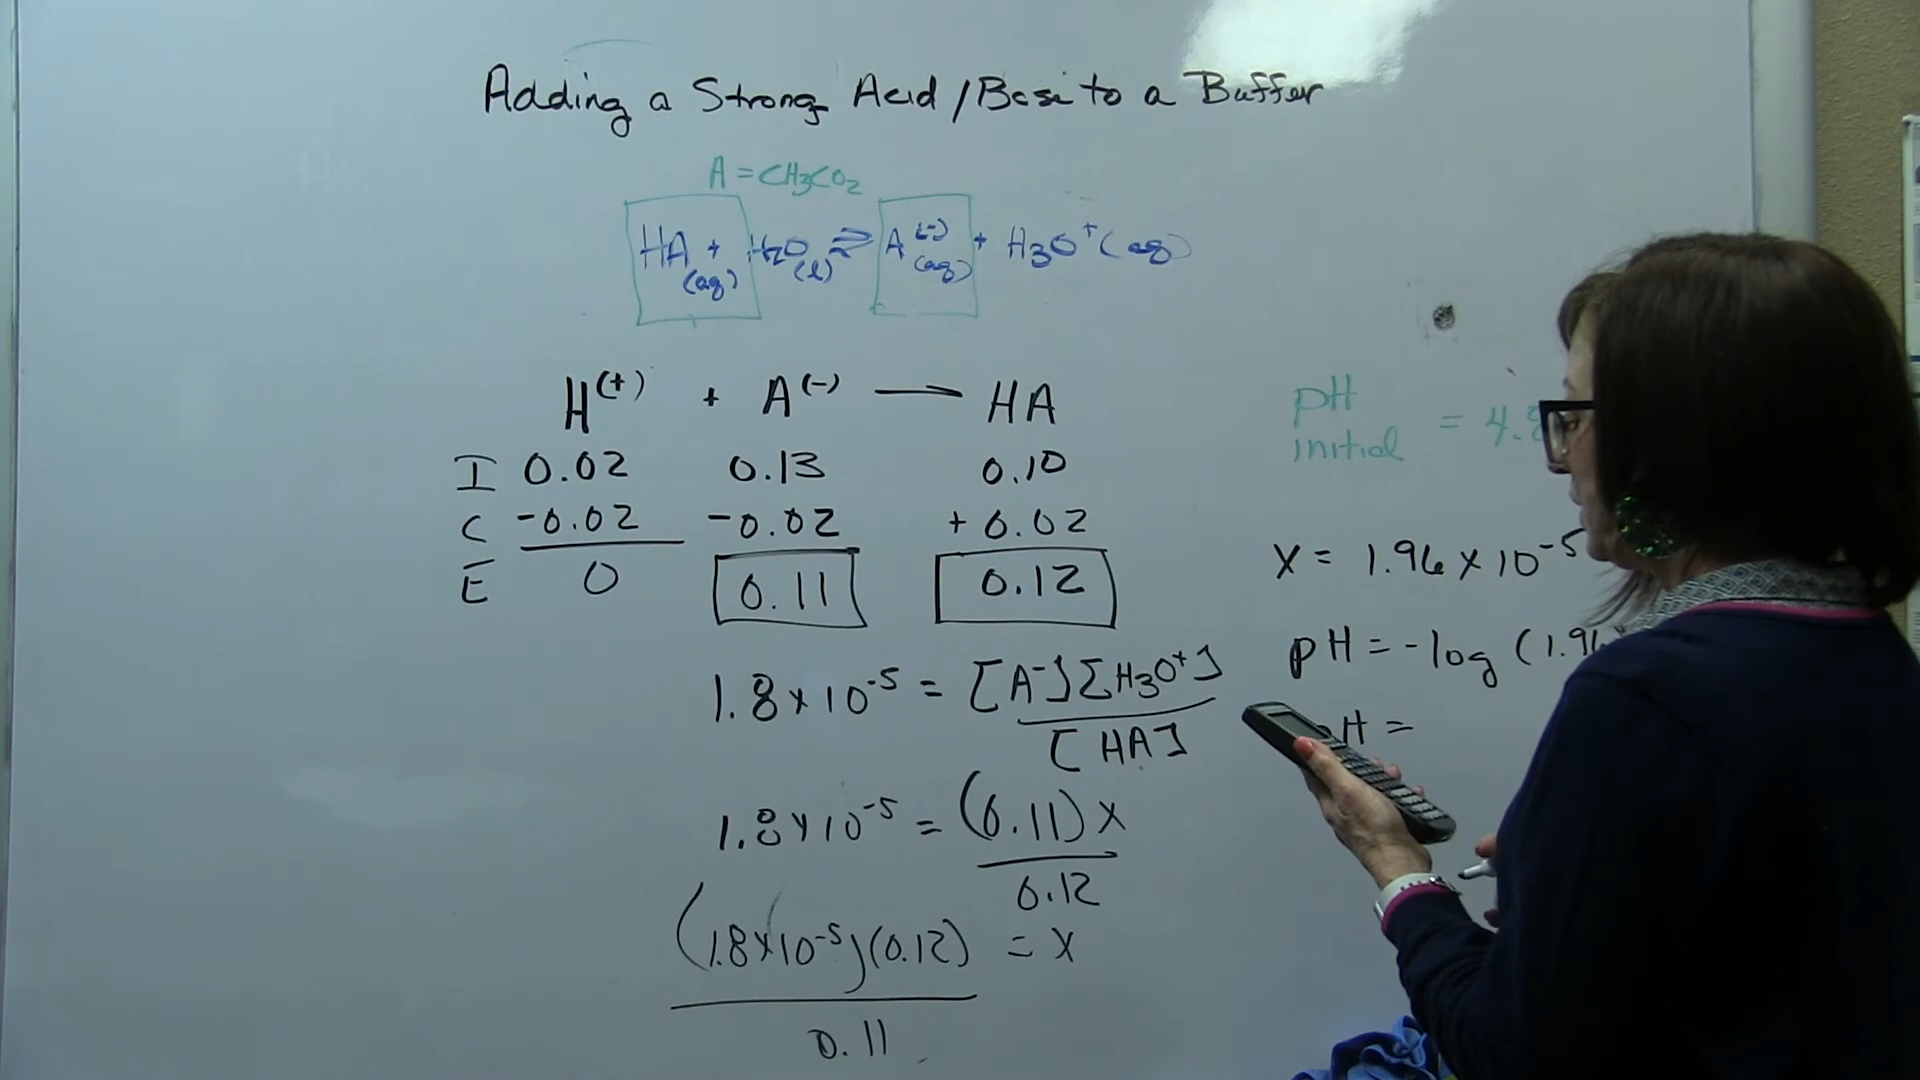 Adding a Strong Acid / Base to a Buffer
A = CH3CO2
HA (aq) + H2O (l) ⇌ A(-) (aq) + H3O+ (aq)
H(+) + A(-) — HA
I 0.02 0.13 0.10
C -0.02 -0.02 +0.02
E 0 0.11 0.12
pH initial = 4.
x = 1.96 x 10-5
1.8 x 10-5 = [A-][H3O+] / [HA]
pH = -log (1.96
pH =
1.8 x 10-5 = (0.11) x / 0.12
(1.8 x 10-5)(0.12) / 0.11 = x